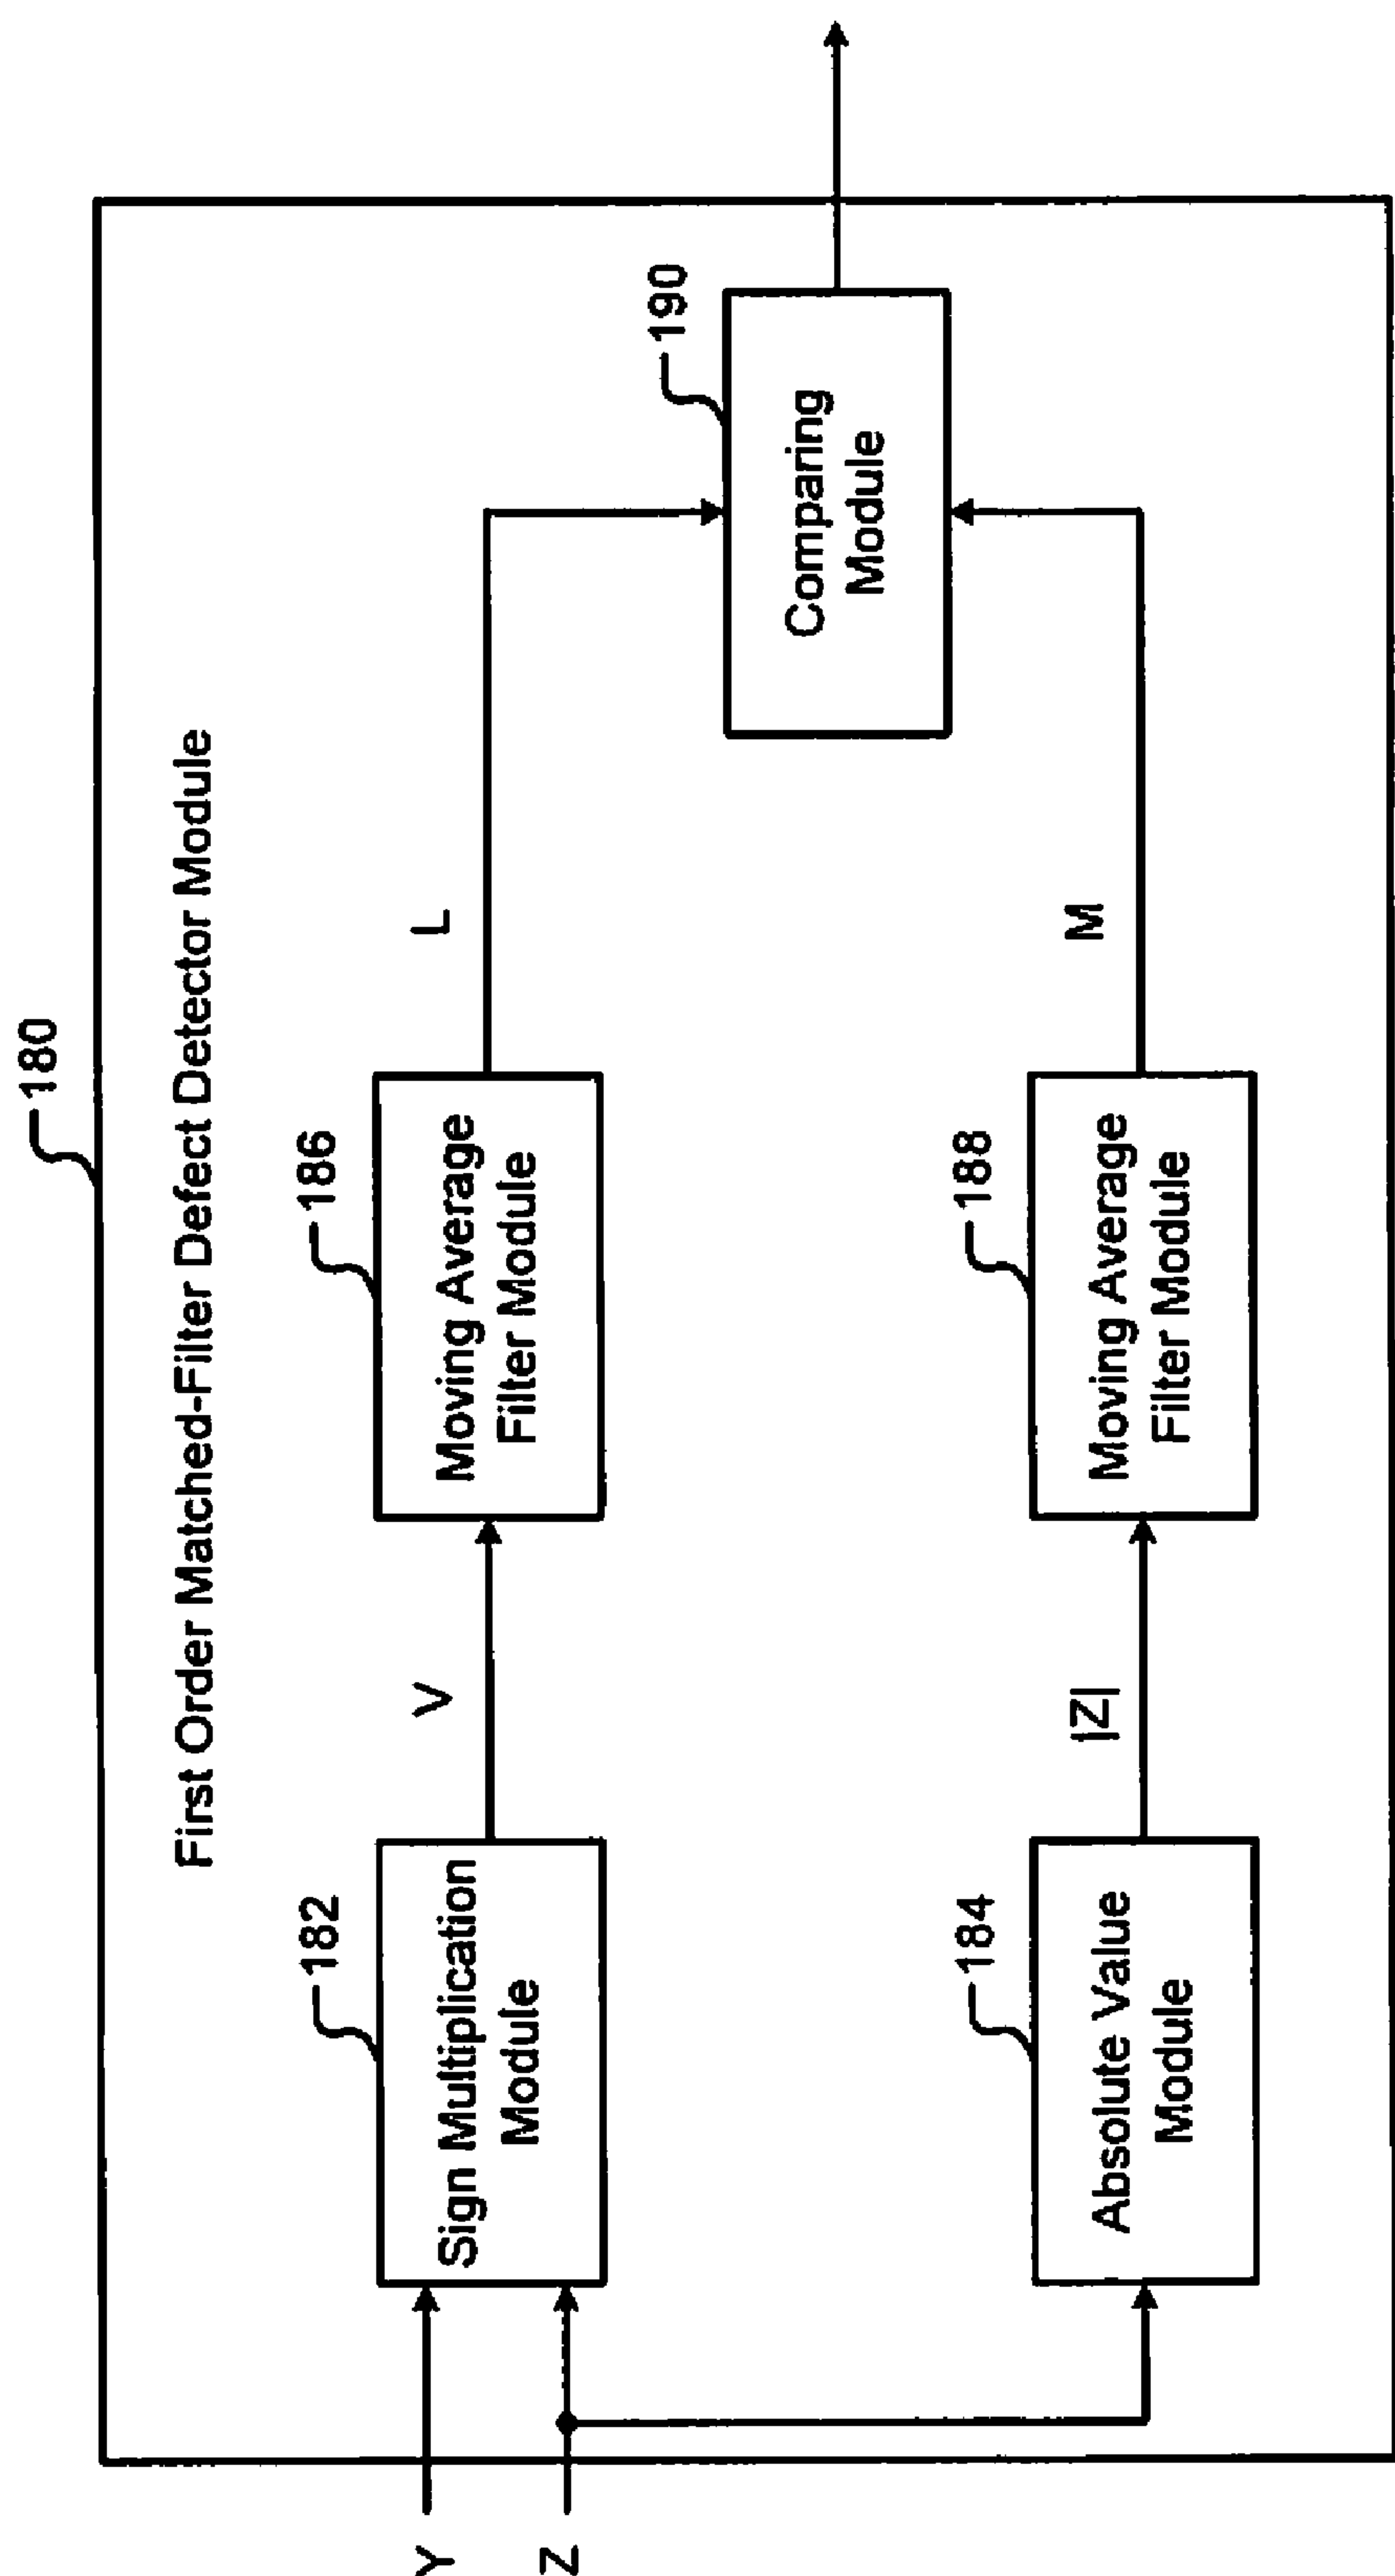 180
First Order Matched-Filter Defect Detector Module
Y
Z
182
Sign Multiplication
Module
V
186
Moving Average
Filter Module
L
190
Comparing
Module
184
Absolute Value
Module
|Z|
188
Moving Average
Filter Module
M